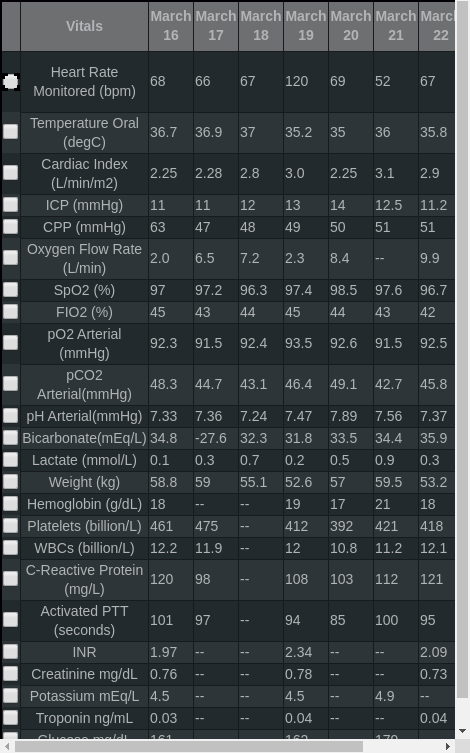 Vitals March 16 March 17 March 18 March 19 March 20 March 21 March 22
Heart Rate Monitored (bpm) 68 66 67 120 69 52 67
Temperature Oral (degC) 36.7 36.9 37 35.2 35 36 35.8
Cardiac Index (L/min/m2) 2.25 2.28 2.8 3.0 2.25 3.1 2.9
ICP (mmHg) 11 11 12 13 14 12.5 11.2
CPP (mmHg) 63 47 48 49 50 51 51
Oxygen Flow Rate (L/min) 2.0 6.5 7.2 2.3 8.4 -- 9.9
SpO2 (%) 97 97.2 96.3 97.4 98.5 97.6 96.7
FIO2 (%) 45 43 44 45 44 43 42
pO2 Arterial (mmHg) 92.3 91.5 92.4 93.5 92.6 91.5 92.5
pCO2 Arterial(mmHg) 48.3 44.7 43.1 46.4 49.1 42.7 45.8
pH Arterial(mmHg) 7.33 7.36 7.24 7.47 7.89 7.56 7.37
Bicarbonate(mEq/L) 34.8 -27.6 32.3 31.8 33.5 34.4 35.9
Lactate (mmol/L) 0.1 0.3 0.7 0.2 0.5 0.9 0.3
Weight (kg) 58.8 59 55.1 52.6 57 59.5 53.2
Hemoglobin (g/dL) 18 -- -- 19 17 21 18
Platelets (billion/L) 461 475 -- 412 392 421 418
WBCs (billion/L) 12.2 11.9 -- 12 10.8 11.2 12.1
C-Reactive Protein (mg/L) 120 98 -- 108 103 112 121
Activated PTT (seconds) 101 97 -- 94 85 100 95
INR 1.97 -- -- 2.34 -- -- 2.09
Creatinine mg/dL 0.76 -- -- 0.78 -- -- 0.73
Potassium mEq/L 4.5 -- -- 4.5 -- 4.9 --
Troponin ng/mL 0.03 -- -- 0.04 -- -- 0.04
Glucose mg/dL 161 -- -- 162 -- 170 --